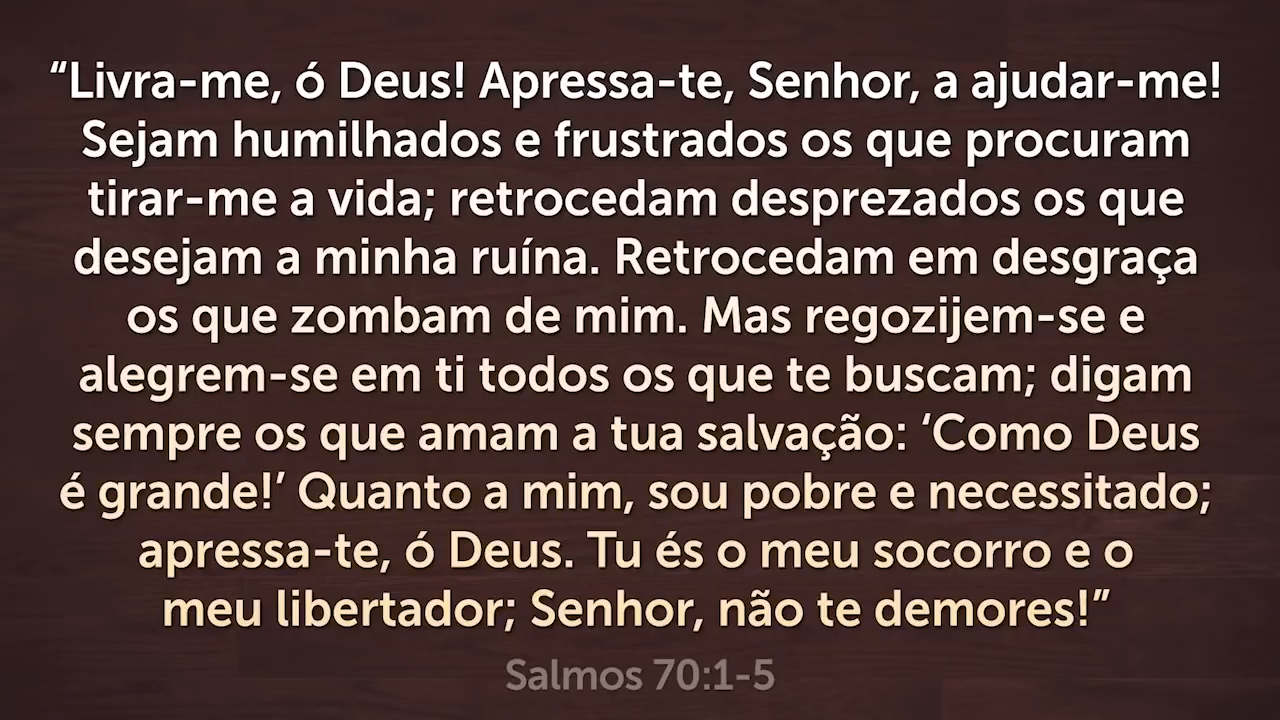 “Livra-me, ó Deus! Apressa-te, Senhor, a ajudar-me!
Sejam humilhados e frustrados os que procuram
tirar-me a vida; retrocedam desprezados os que
desejam a minha ruína. Retrocedam em desgraça
os que zombam de mim. Mas regozijem-se e
alegrem-se em ti todos os que te buscam; digam
sempre os que amam a tua salvação: ‘Como Deus
é grande!’ Quanto a mim, sou pobre e necessitado;
apressa-te, ó Deus. Tu és o meu socorro e o
meu libertador; Senhor, não te demores!”
Salmos 70:1-5